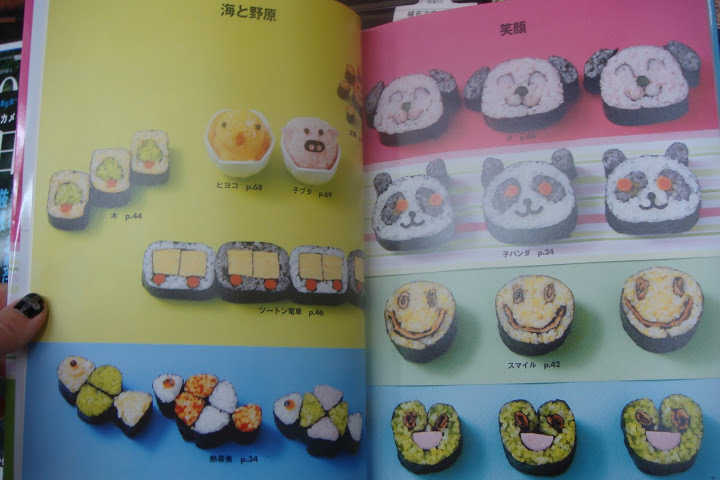 海と野原
木 p.44
ヒヨコ p.68
子ブタ p.69
ツートン電車 p.46
熱帯魚 p.34
笑顔
子パンダ p.24
スマイル p.42